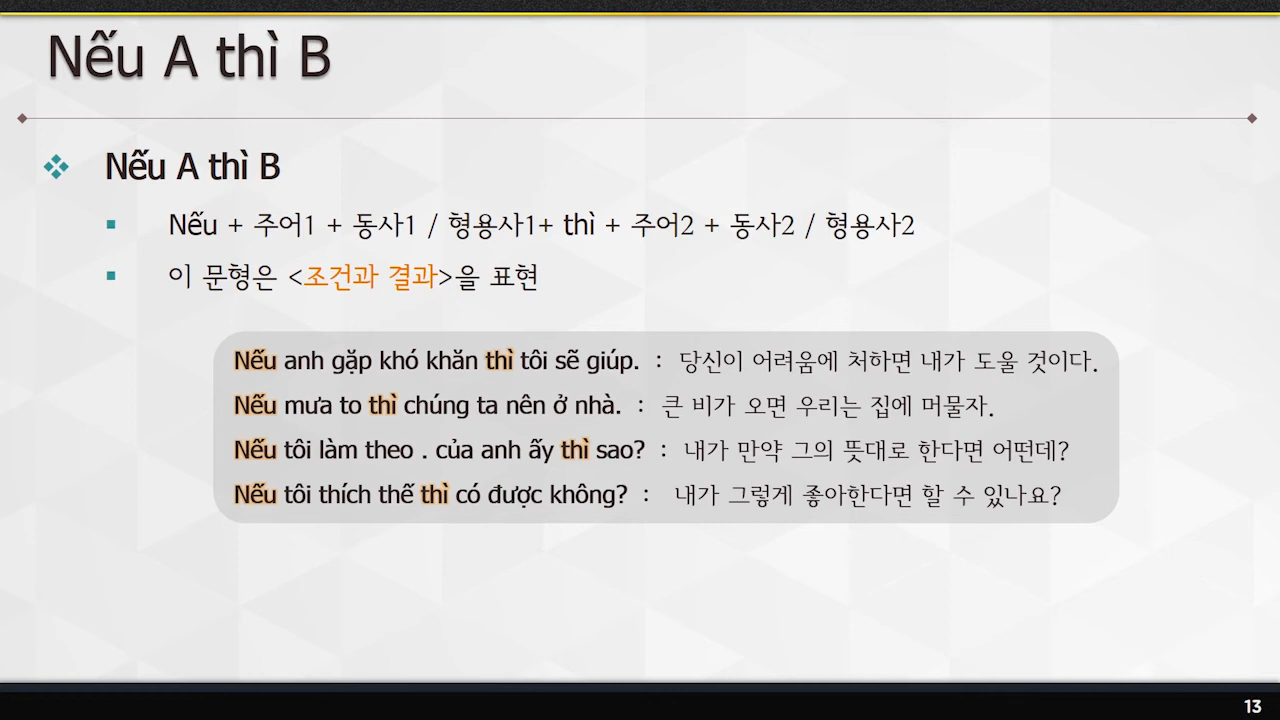 Nếu A thì B
Nếu A thì B
Nếu + 주어1 + 동사1 / 형용사1+ thì + 주어2 + 동사2 / 형용사2
이 문형은 <조건과 결과>을 표현
Nếu anh gặp khó khăn thì tôi sẽ giúp. : 당신이 어려움에 처하면 내가 도울 것이다.
Nếu mưa to thì chúng ta nên ở nhà. : 큰 비가 오면 우리는 집에 머물자.
Nếu tôi làm theo . của anh ấy thì sao? : 내가 만약 그의 뜻대로 한다면 어떤데?
Nếu tôi thích thế thì có được không? : 내가 그렇게 좋아한다면 할 수 있나요?
13